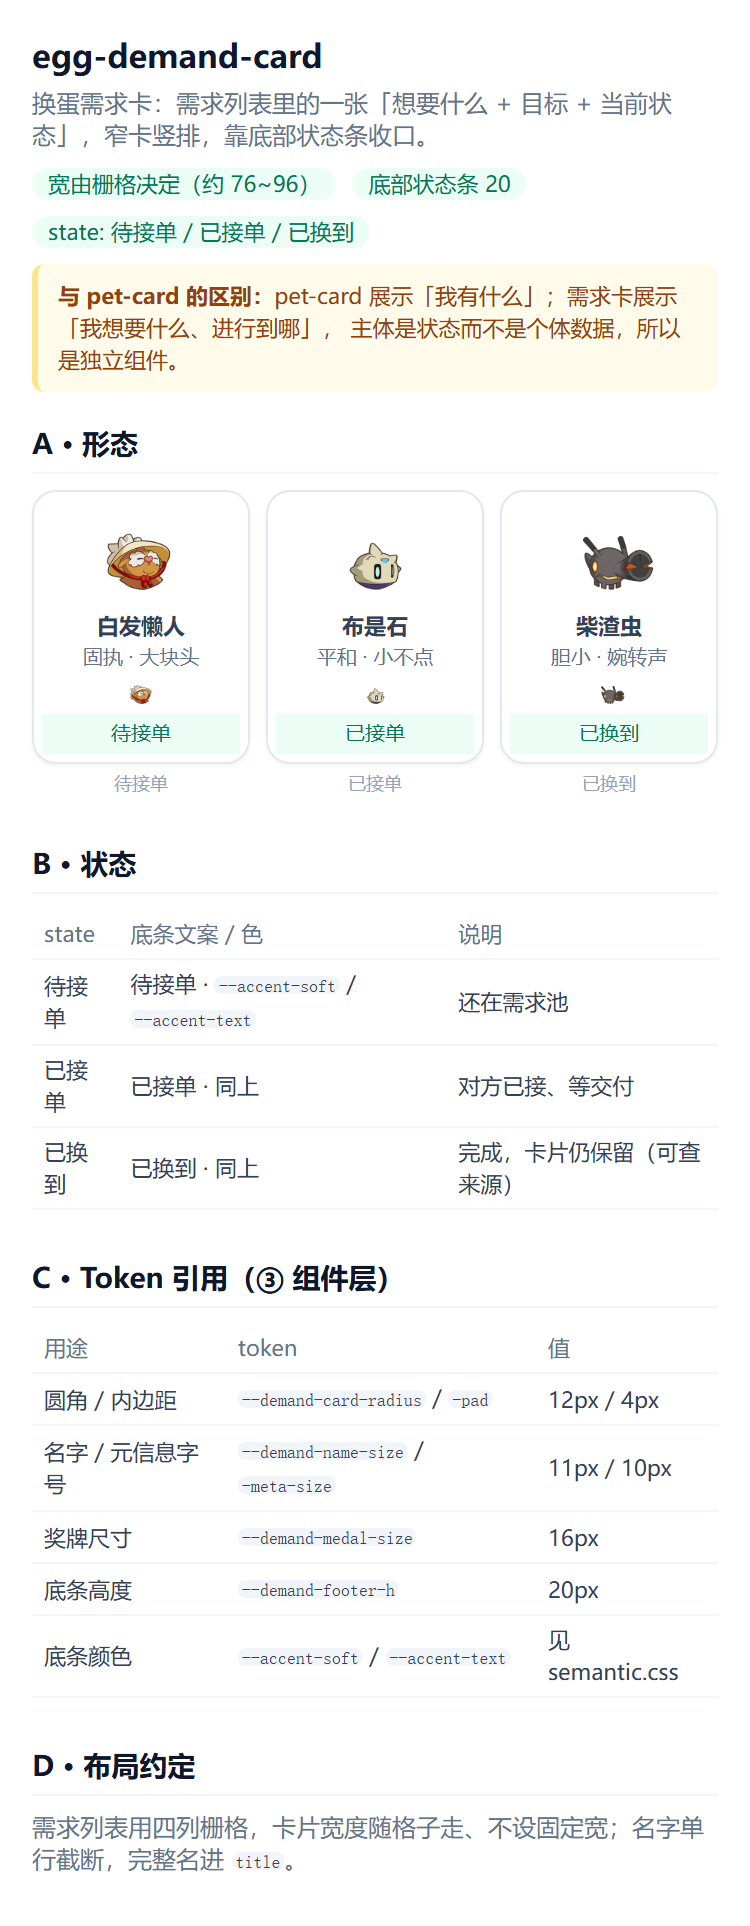 egg-demand-card
换蛋需求卡：需求列表里的一张「想要什么 + 目标 + 当前状
态」，窄卡竖排，靠底部状态条收口。
宽由栅格决定（约 76~96） 底部状态条 20
state: 待接单 / 已接单 / 已换到
与 pet-card 的区别：pet-card 展示「我有什么」；需求卡展示
「我想要什么、进行到哪」， 主体是状态而不是个体数据，所以
是独立组件。
A · 形态
白发懒人 布是石 柴渣虫
固执 · 大块头 平和 · 小不点 胆小 · 婉转声
待接单 已接单 已换到
待接单 已接单 已换到
B · 状态
state 底条文案 / 色 说明
待接
单
待接单 · --accent-soft /
--accent-text
还在需求池
已接
单
已接单 · 同上
对方已接、等交付
已换
到
已换到 · 同上
完成，卡片仍保留（可查
来源）
C · Token 引用（③ 组件层）
用途 token 值
圆角 / 内边距 --demand-card-radius / -pad 12px / 4px
名字 / 元信息字
号
--demand-name-size /
-meta-size
11px / 10px
奖牌尺寸 --demand-medal-size 16px
底条高度 --demand-footer-h 20px
底条颜色 --accent-soft / --accent-text
见
semantic.css
D · 布局约定
需求列表用四列栅格，卡片宽度随格子走、不设固定宽；名字单
行截断，完整名进 title。